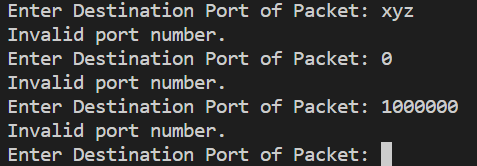 Enter Destination Port of Packet: xyz
Invalid port number.
Enter Destination Port of Packet: 0
Invalid port number.
Enter Destination Port of Packet: 1000000
Invalid port number.
Enter Destination Port of Packet: